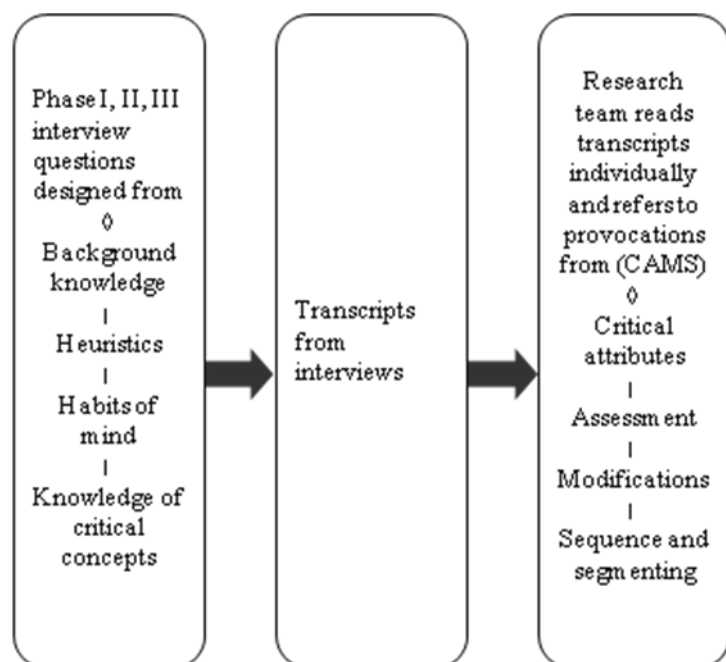 Phase I, II, III
interview
questions
designed from
◊
Background
knowledge
|
Heuristics
|
Habits of
mind
|
Knowledge of
critical
concepts
Transcripts
from
interviews
Research
team reads
transcripts
individually
and refers to
provocations
from (CAMS)
◊
Critical
attributes
|
Assessment
|
Modifications
|
Sequence and
segmenting